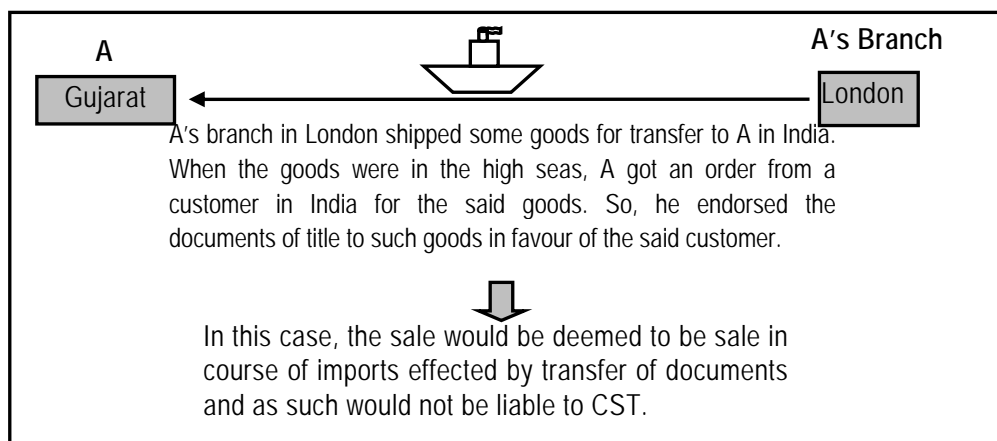 A
A's Branch
Gujarat
London
A's branch in London shipped some goods for transfer to A in India.
When the goods were in the high seas, A got an order from a
customer in India for the said goods. So, he endorsed the
documents of title to such goods in favour of the said customer.
In this case, the sale would be deemed to be sale in
course of imports effected by transfer of documents
and as such would not be liable to CST.